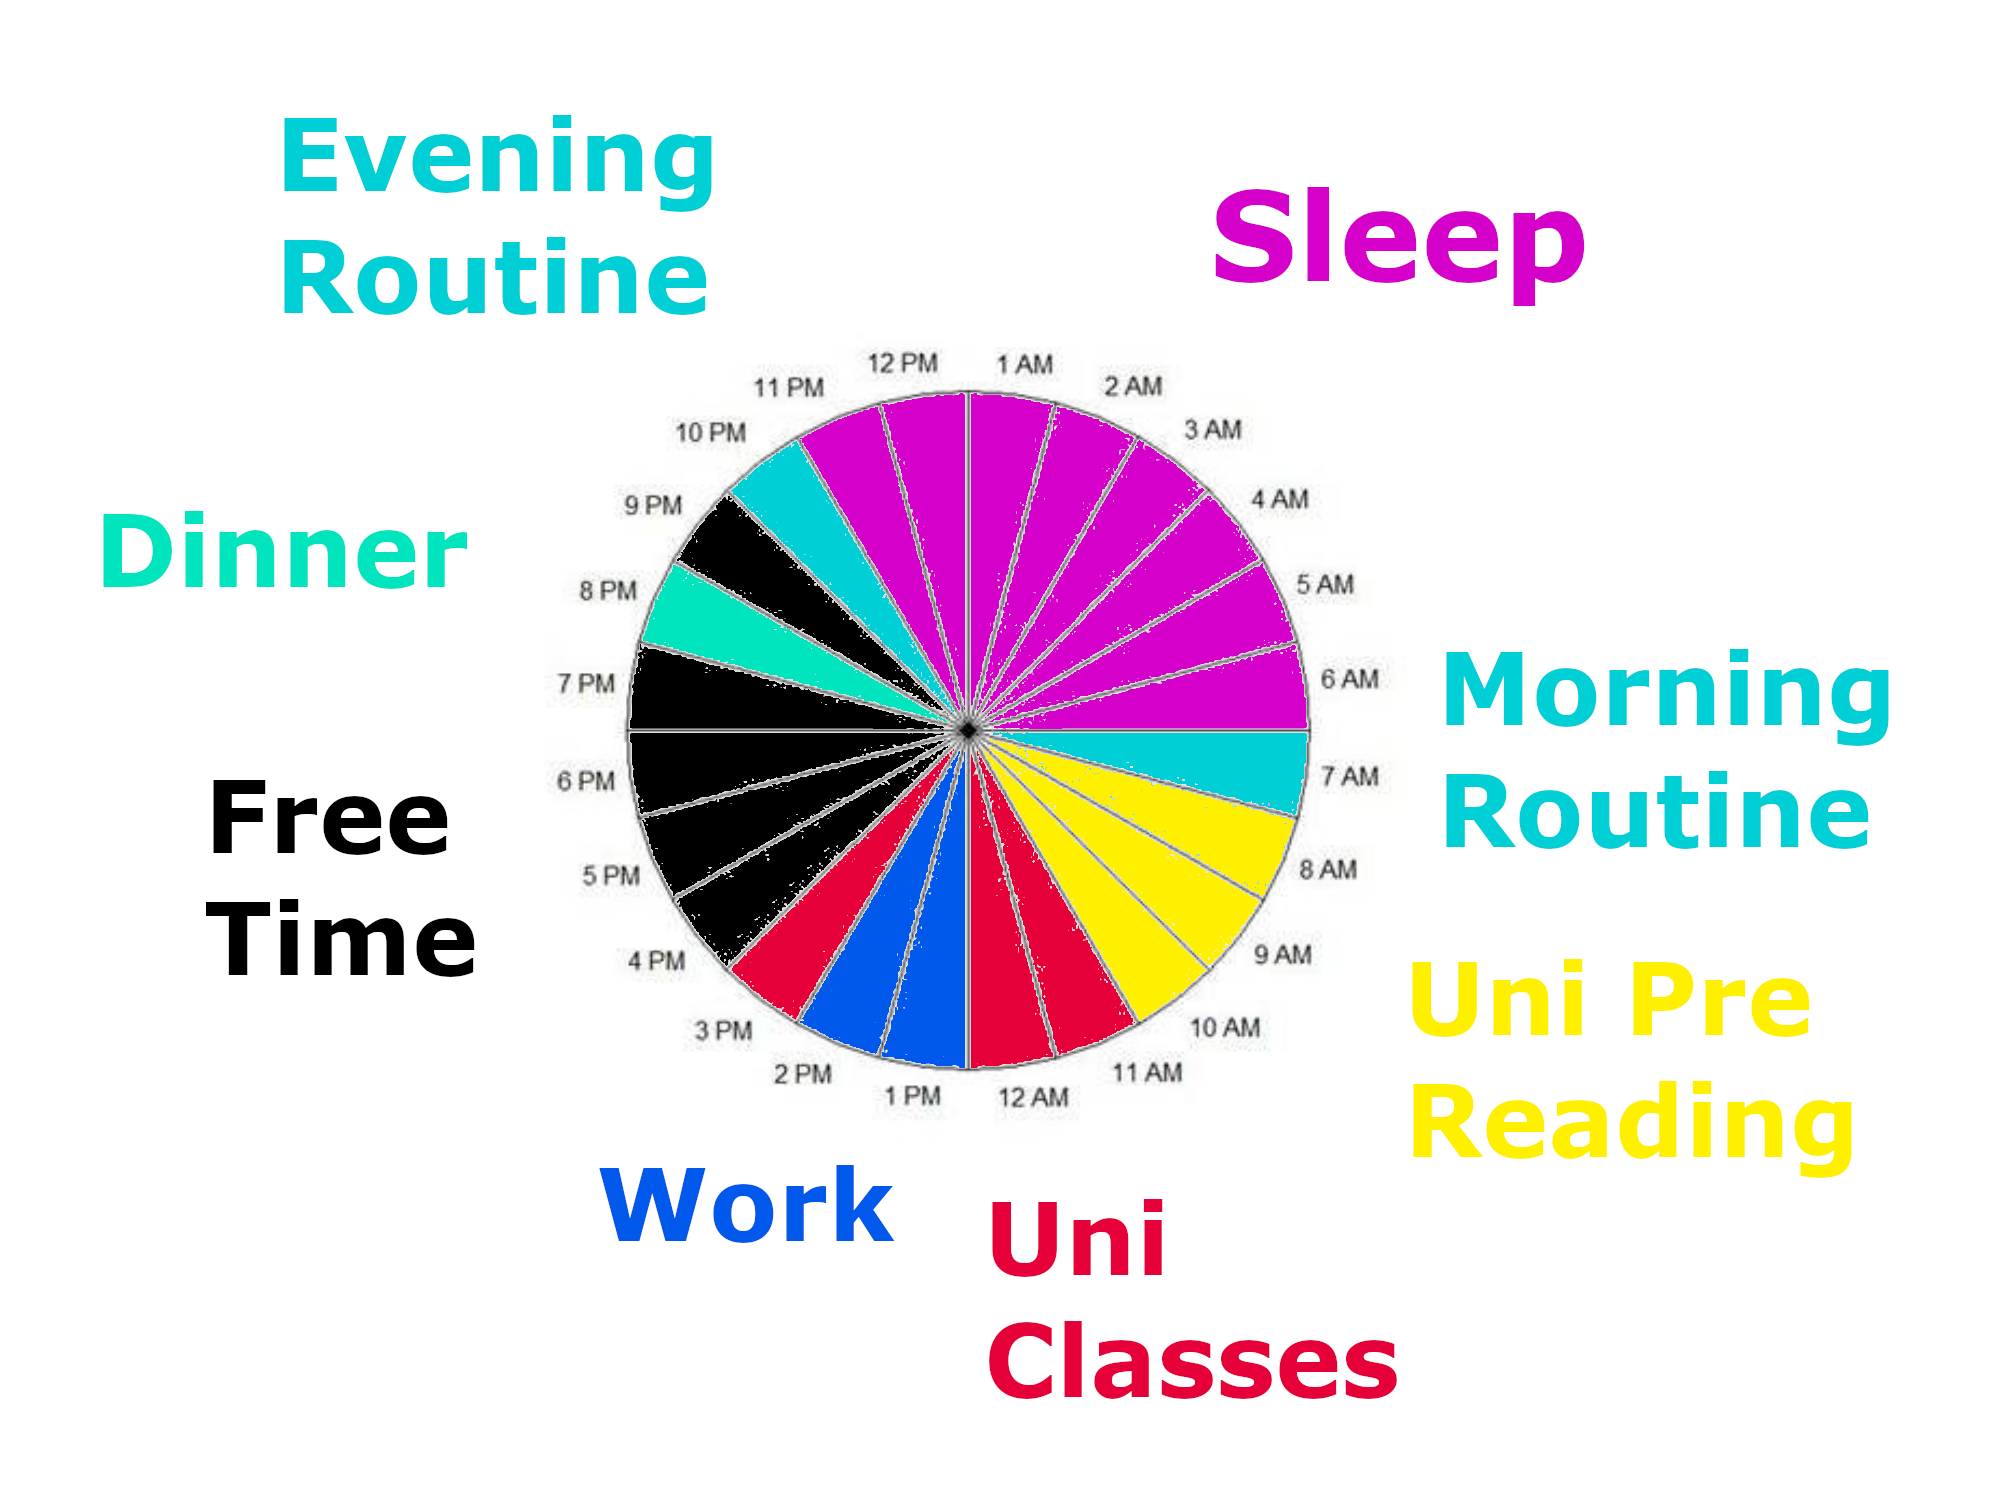 Evening
Routine
Sleep
12 PM
1 AM
11 PM
2 AM
10 PM
3 AM
9 PM
4 AM
Dinner
8 PM
5 AM
7 PM
6 AM
Morning
Routine
6 PM
7 AM
Free
Time
5 PM
8 AM
4 PM
9 AM
Uni Pre
Reading
3 PM
10 AM
2 PM
11 AM
1 PM
12 AM
Work
Uni
Classes